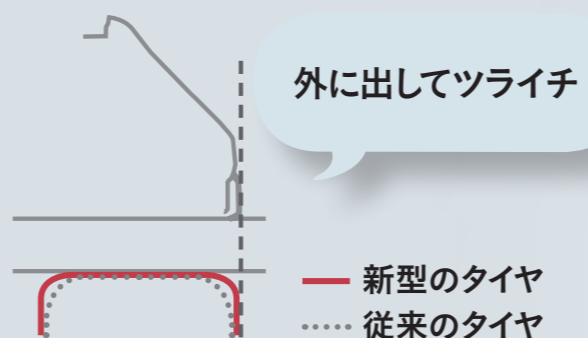 外に出してツライチ
新型のタイヤ
従来のタイヤ